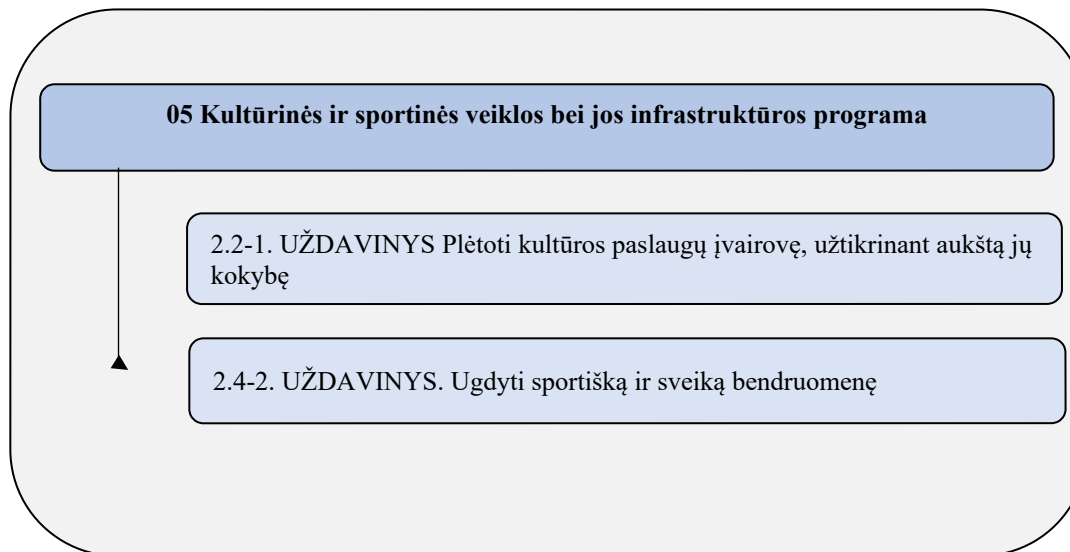 05 Kultūrinės ir sportinės veiklos bei jos infrastruktūros programa
2.2-1. UŽDAVINYS Plėtoti kultūros paslaugų įvairovę, užtikrinant aukštą jų
kokybę
2.4-2. UŽDAVINYS. Ugdyti sportišką ir sveiką bendruomenę